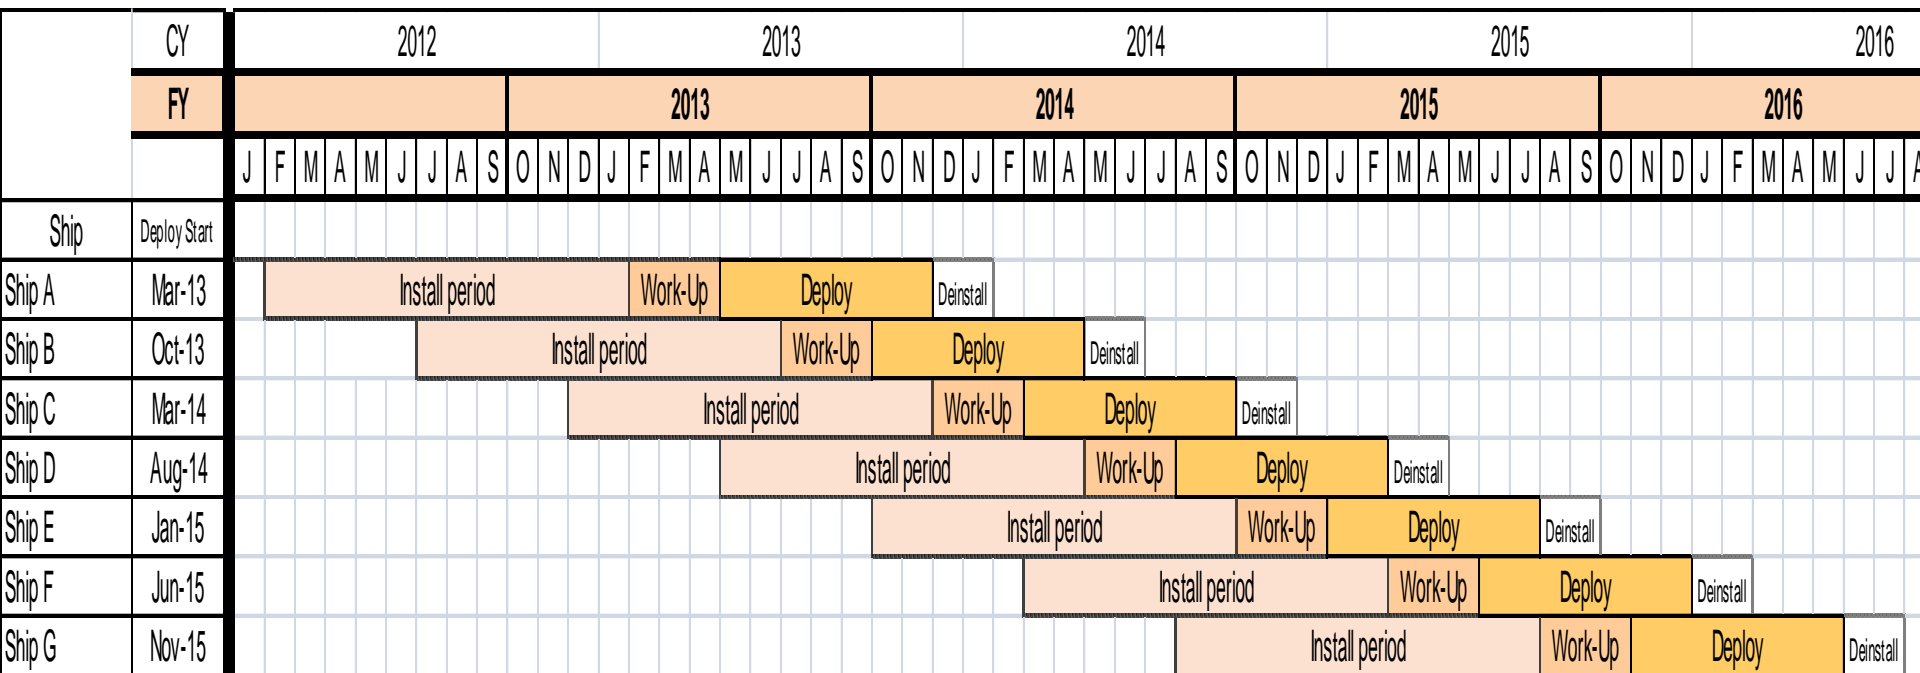 CY 2012 2013 2014 2015 2016
FY 2013 2014 2015 2016
J F M A M J J A S O N D J F M A M J J A S O N D J F M A M J J A S O N D J F M A M J J A S O N D J F M A M J J A
Ship Deploy Start
Ship A Mar-13 Install period Work-Up Deploy Deinstall
Ship B Oct-13 Install period Work-Up Deploy Deinstall
Ship C Mar-14 Install period Work-Up Deploy Deinstall
Ship D Aug-14 Install period Work-Up Deploy Deinstall
Ship E Jan-15 Install period Work-Up Deploy Deinstall
Ship F Jun-15 Install period Work-Up Deploy Deinstall
Ship G Nov-15 Install period Work-Up Deploy Deinstall